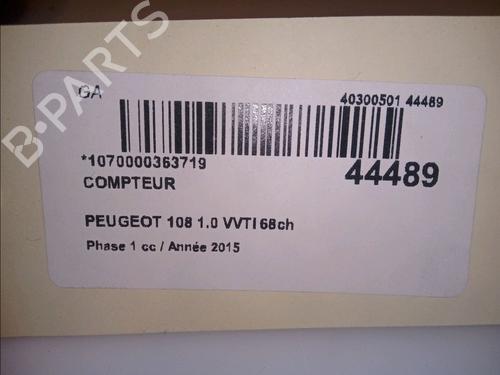 B-PARTS
GA
40300501 44489
*1070000363719
44489
COMPTEUR
PEUGEOT 108 1.0 VVTI 68ch
Phase 1 cc / Année 2015